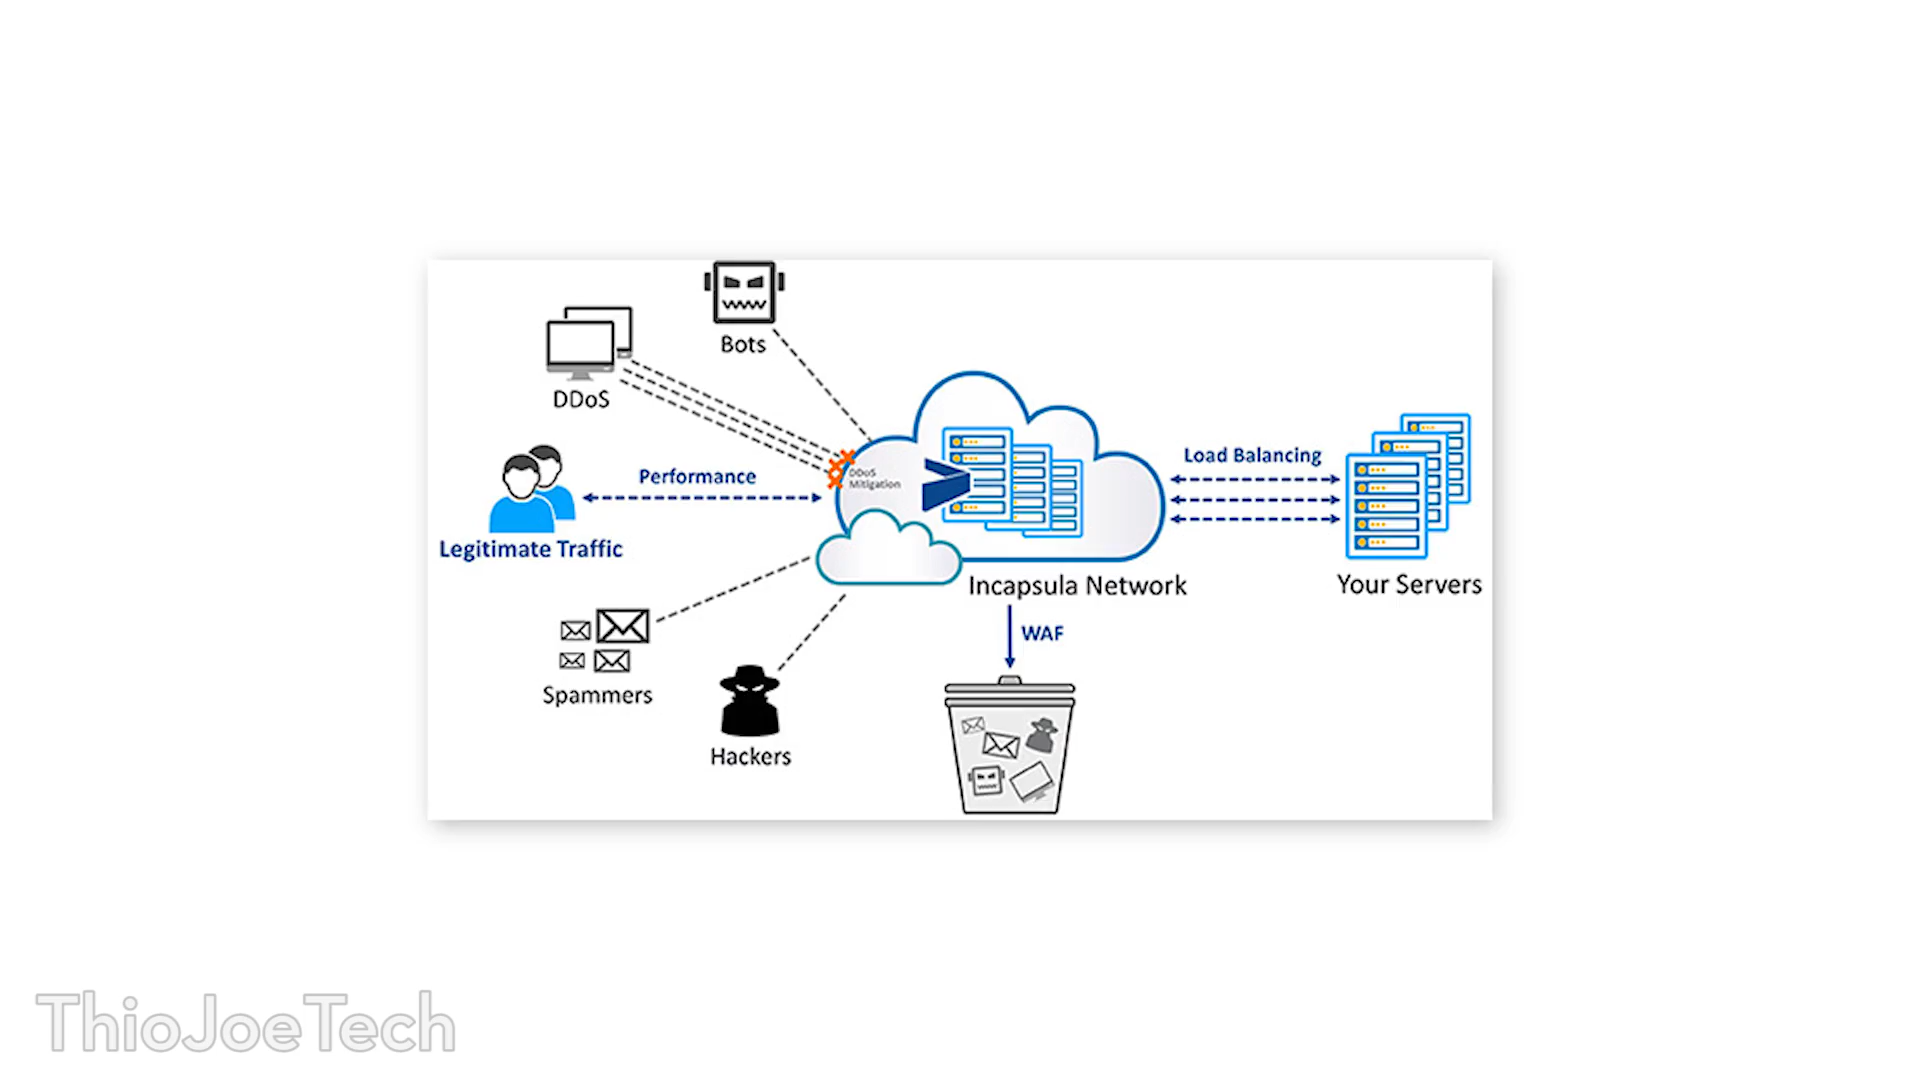 Bots
DDoS
Performance
Legitimate Traffic
DDoS
Mitigation
Load Balancing
Incapsula Network
Your Servers
WAF
Spammers
Hackers
ThioJoeTech